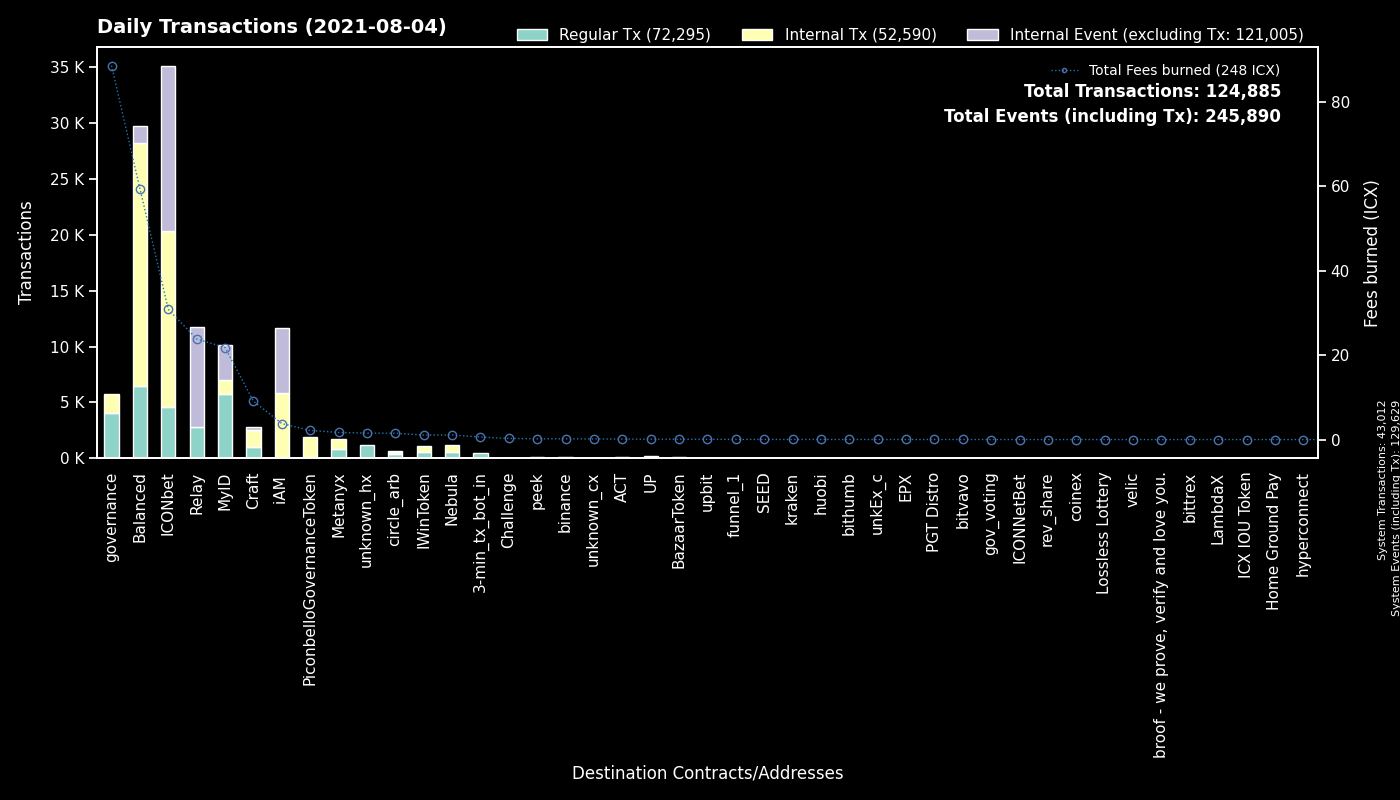 Daily Transactions (2021-08-04)
Regular Tx (72,295)
Internal Tx (52,590)
Internal Event (excluding Tx: 121,005)
Total Fees burned (248 ICX)
Total Transactions: 124,885
Total Events (including Tx): 245,890
35 K
30 K
25 K
20 K
15 K
10 K
5 K
0 K
Transactions
80
60
40
20
0
Fees burned (ICX)
governance
Balanced
ICONbet
Relay
MyID
Craft
iAM
PiconbelloGovernanceToken
Metanyx
unknown_hx
circle_arb
IWinToken
Nebula
3-min_tx_bot_in
Challenge
peek
binance
unknown_cx
ACT
UP
BazaarToken
upbit
funnel_1
SEED
kraken
huobi
bithumb
unkEx_c
EPX
PGT Distro
bitvavo
gov_voting
ICONNetBet
rev_share
coinex
Lossless Lottery
velic
broof - we prove, verify and love you.
bittrex
LambdaX
ICX IOU Token
Home Ground Pay
hyperconnect
Destination Contracts/Addresses
System Transactions: 43,012
System Events (including Tx): 129,629